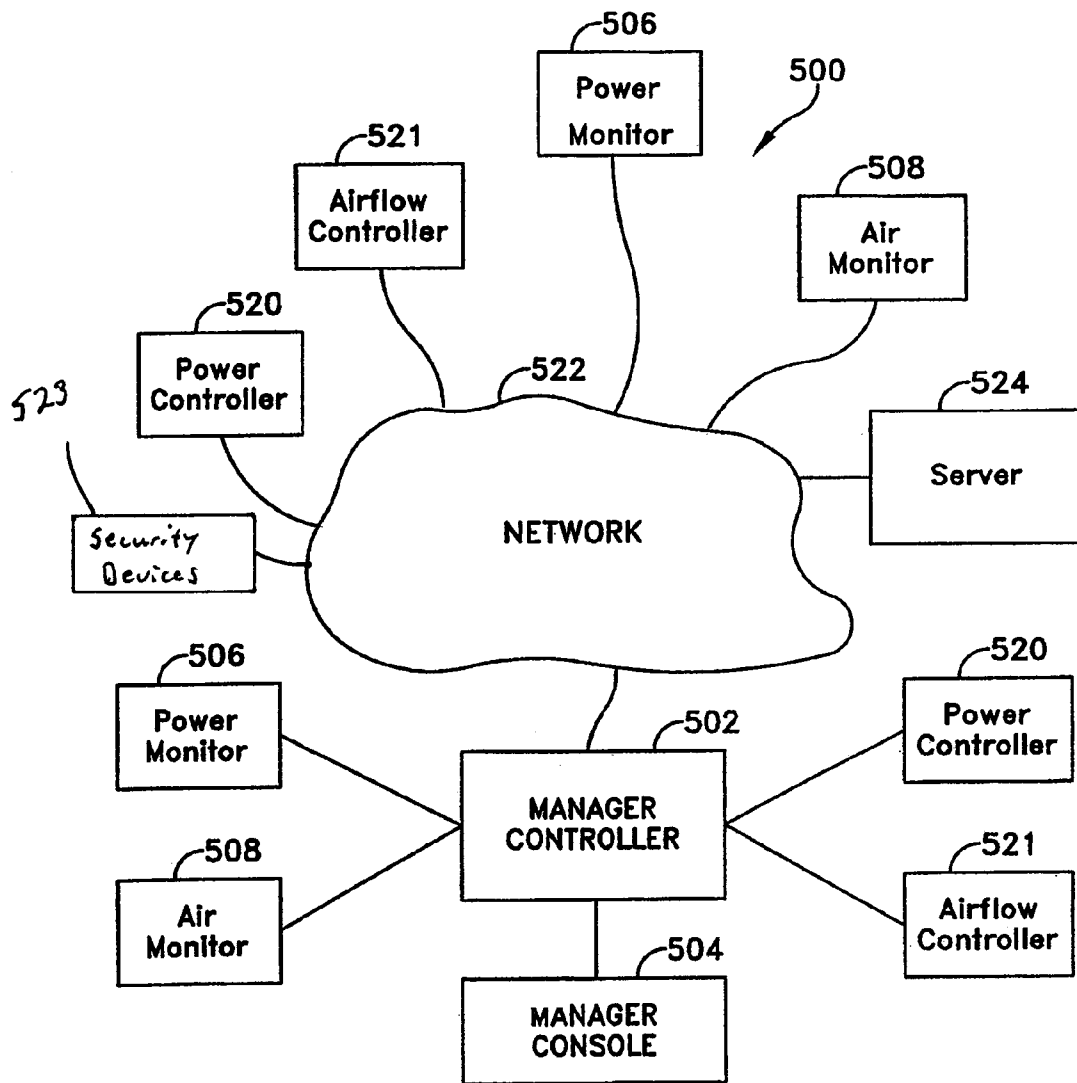 506
Power
Monitor
500
521
Airflow
Controller
508
Air
Monitor
520
Power
Controller
522
524
Server
523
Security
Devices
NETWORK
506
Power
Monitor
520
Power
Controller
502
MANAGER
CONTROLLER
508
Air
Monitor
521
Airflow
Controller
504
MANAGER
CONSOLE